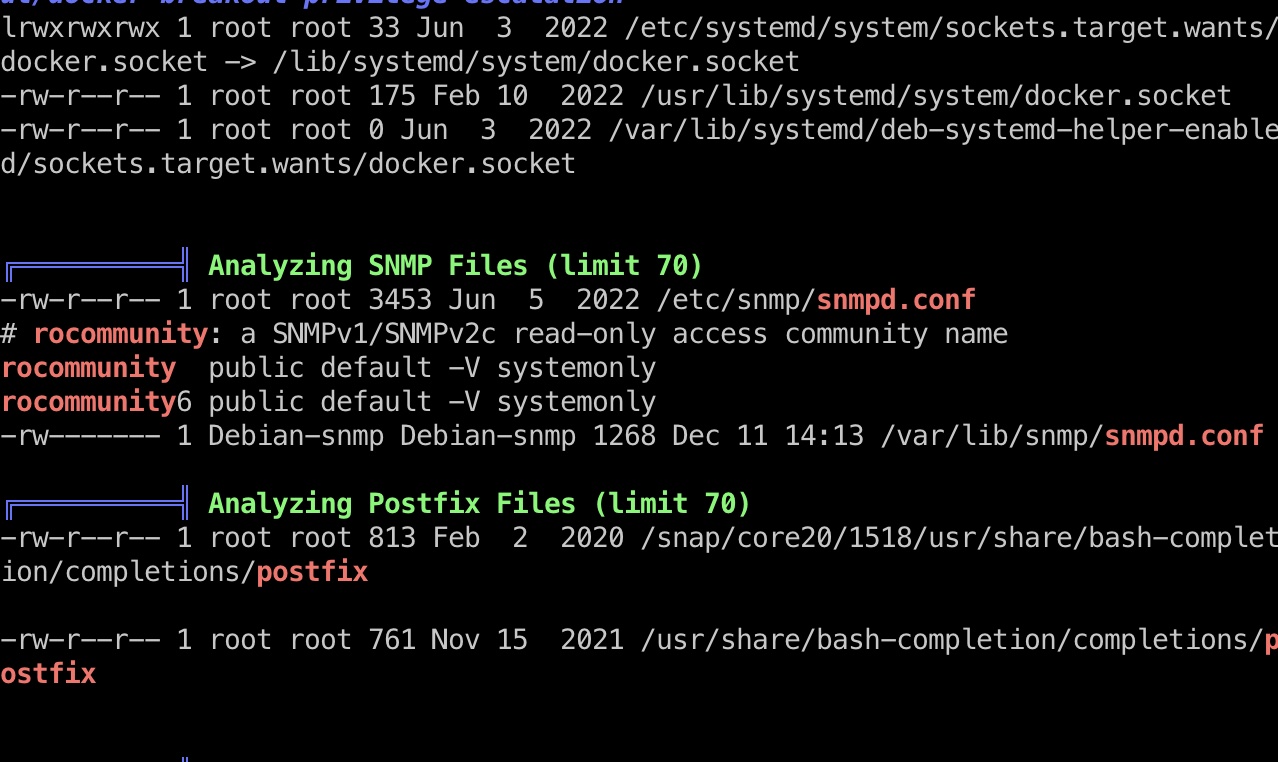 lrwxrwxrwx 1 root root 33 Jun  3  2022 /etc/systemd/system/sockets.target.wants/
docker.socket -> /lib/systemd/system/docker.socket
-rw-r--r-- 1 root root 175 Feb 10  2022 /usr/lib/systemd/system/docker.socket
-rw-r--r-- 1 root root 0 Jun  3  2022 /var/lib/systemd/deb-systemd-helper-enable
d/sockets.target.wants/docker.socket
Analyzing SNMP Files (limit 70)
-rw-r--r-- 1 root root 3453 Jun  5  2022 /etc/snmp/snmpd.conf
# rocommunity: a SNMPv1/SNMPv2c read-only access community name
rocommunity  public default -V systemonly
rocommunity6 public default -V systemonly
-rw------- 1 Debian-snmp Debian-snmp 1268 Dec 11 14:13 /var/lib/snmp/snmpd.conf
Analyzing Postfix Files (limit 70)
-rw-r--r-- 1 root root 813 Feb  2  2020 /snap/core20/1518/usr/share/bash-complet
ion/completions/postfix
-rw-r--r-- 1 root root 761 Nov 15  2021 /usr/share/bash-completion/completions/p
ostfix